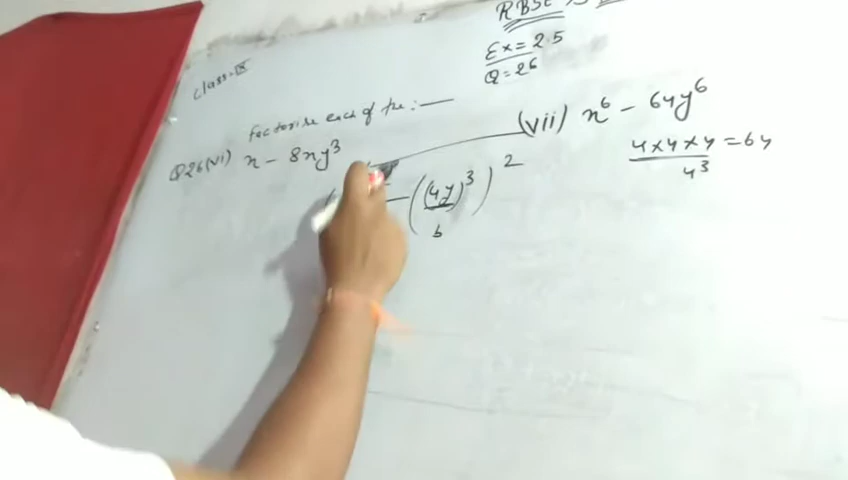 RBSE
Ex = 2.5
Q = 26
Class-IX
Factorise each of the :—
Q26(vi) x - 8xy³
(vii) x⁶ - 64y⁶
4×4×4 = 64
4³
— ((4y)³)²
b